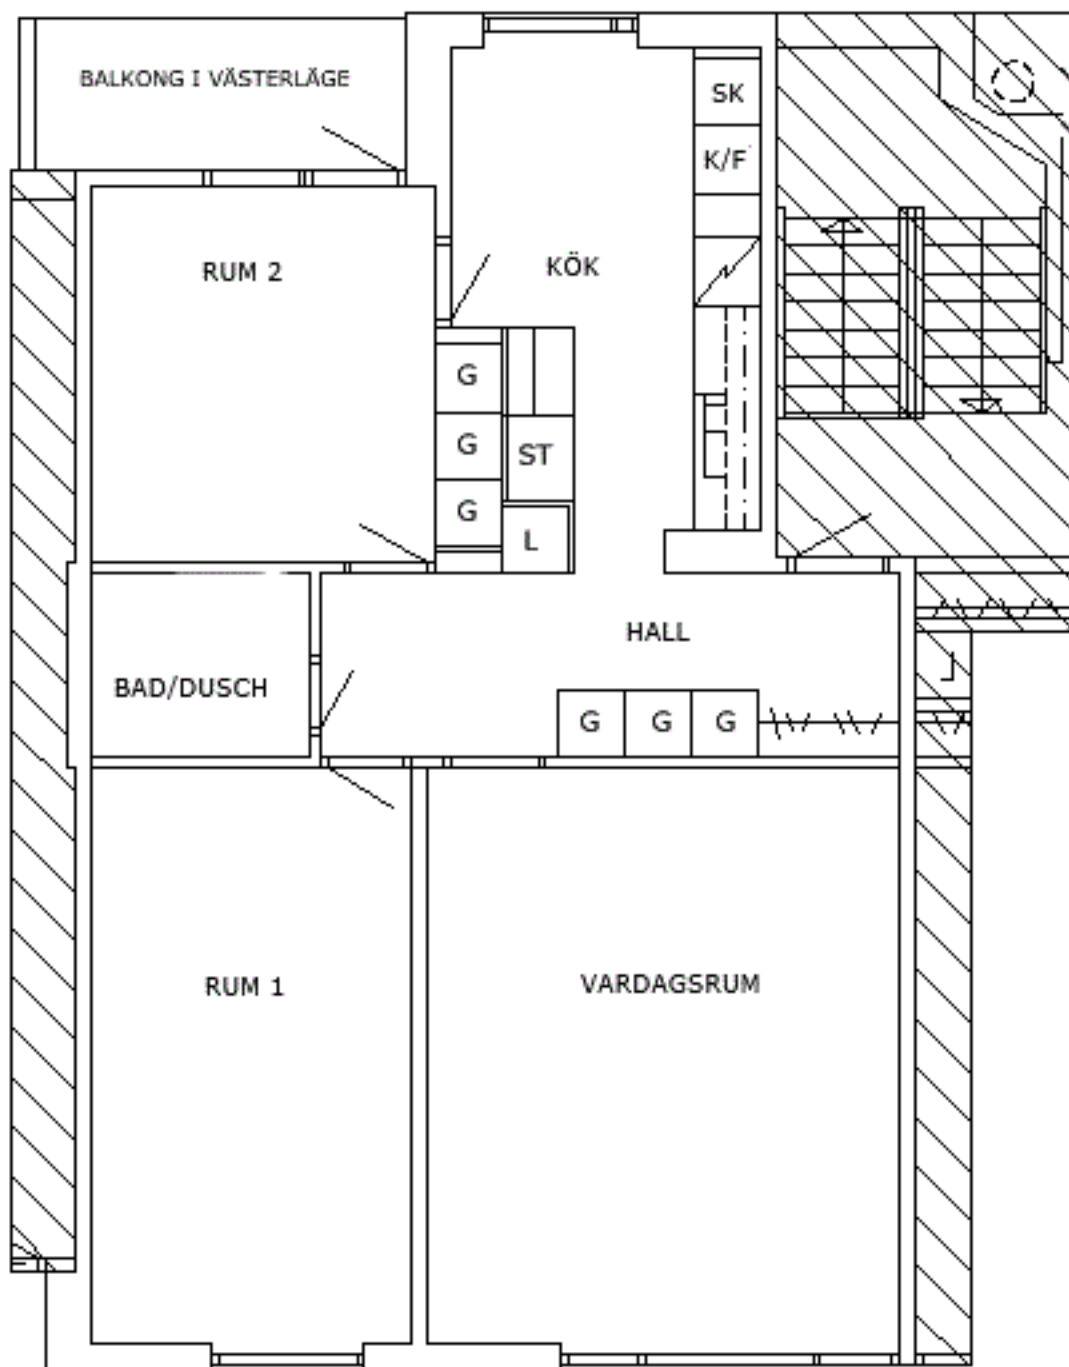 BALKONG I VÄSTERLÄGE
SK
K/F
RUM 2
KÖK
G
G
ST
G
L
HALL
BAD/DUSCH
G G G
RUM 1
VARDAGSRUM